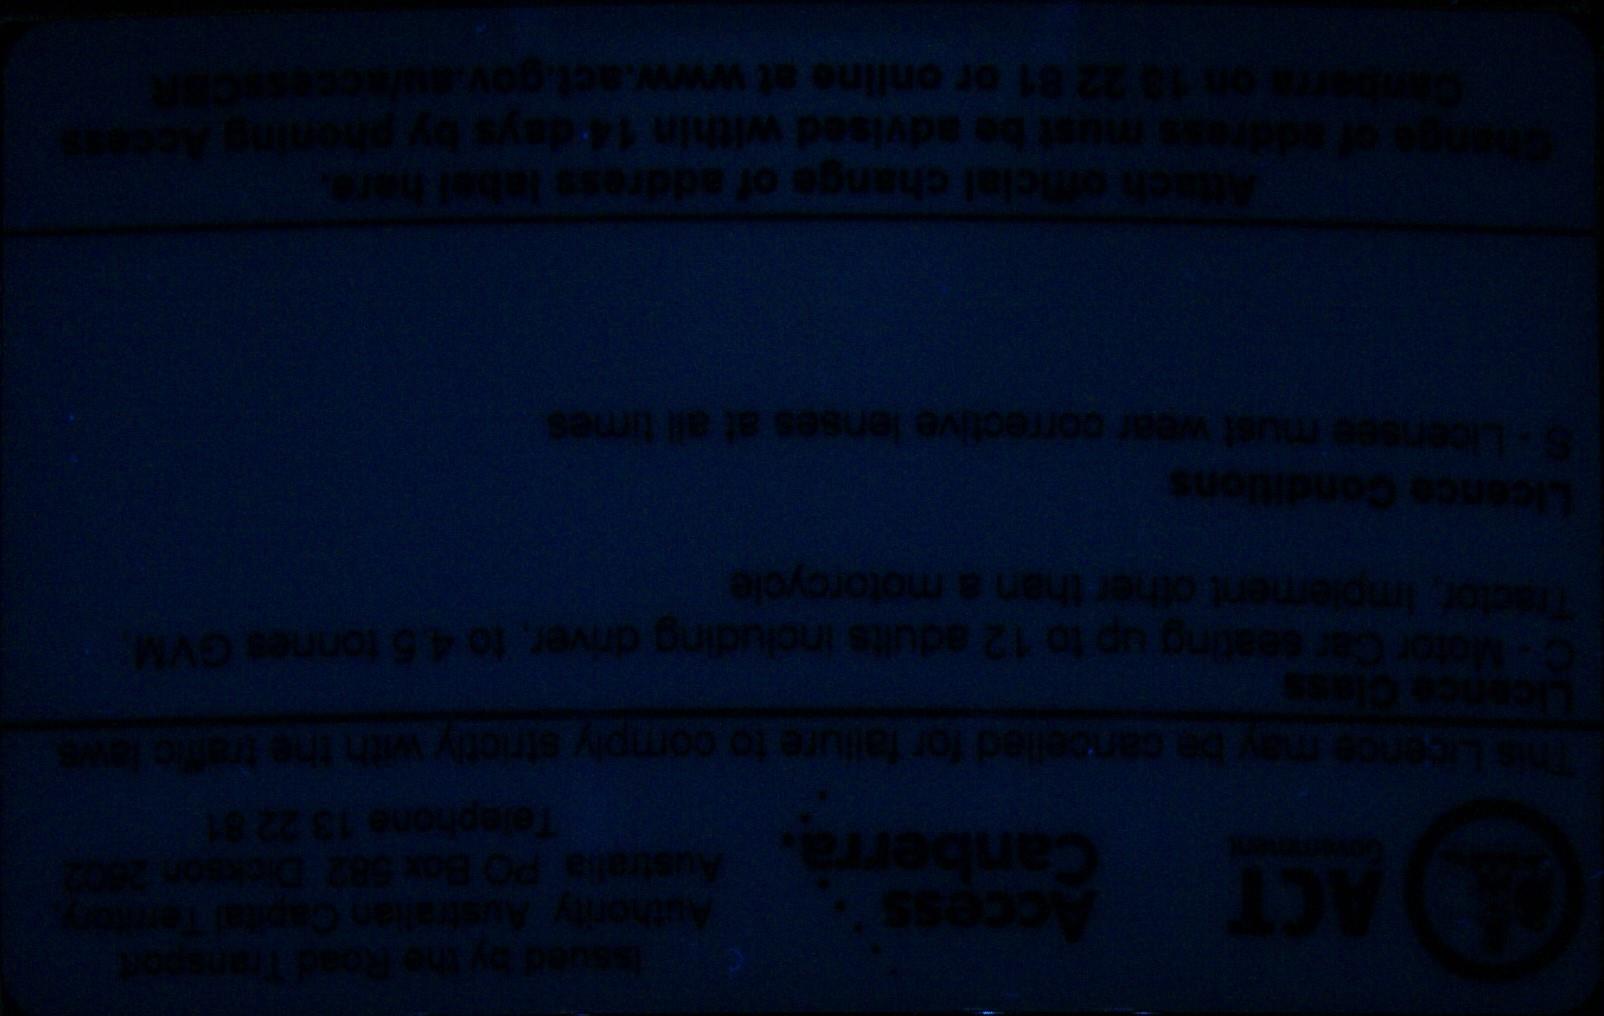 ACT
Government
Access
Canberra
Issued by the Road Transport
Authority Australian Capital Territory,
Australia PO Box 582 Dickson 2602
Telephone 13 22 81
This Licence may be cancelled for failure to comply strictly with the traffic laws
Licence Class
C - Motor Car seating up to 12 adults including driver, to 4.5 tonnes GVM,
Tractor, Implement other than a motorcycle
Licence Conditions
S - Licensee must wear corrective lenses at all times
Attach official change of address label here.
Change of address must be advised within 14 days by phoning Access
Canberra on 13 22 81 or online at www.act.gov.au/accessCBR